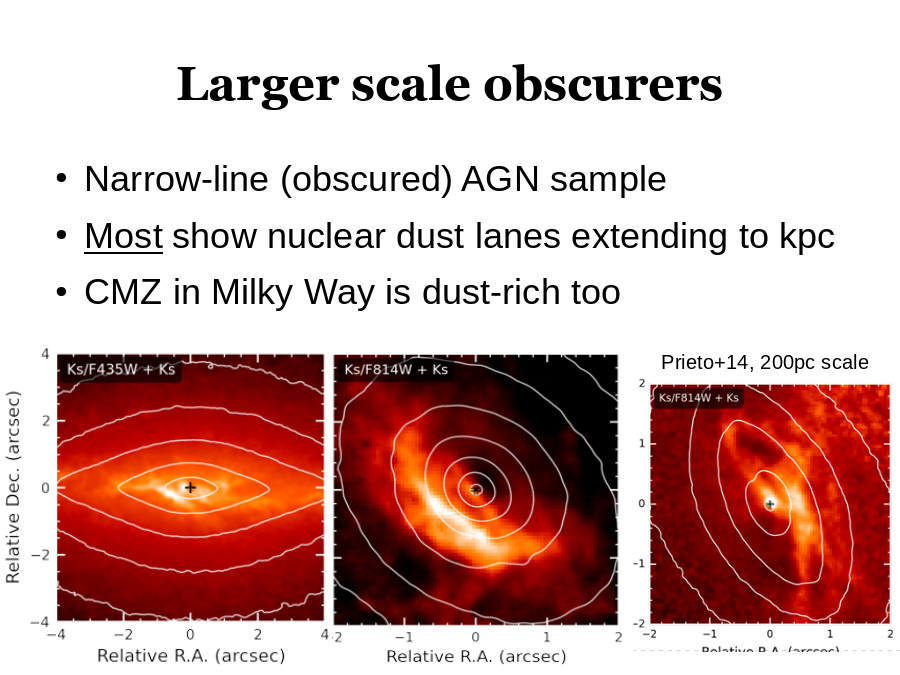 Larger scale obscurers
• Narrow-line (obscured) AGN sample
• Most show nuclear dust lanes extending to kpc
• CMZ in Milky Way is dust-rich too
Prieto+14, 200pc scale
Ks/F435W + Ks
Ks/F814W + Ks
Ks/F814W + Ks
Relative Dec. (arcsec)
4
2
0
−2
−4
−4 −2 0 2 4
Relative R.A. (arcsec)
-2 −1 0 1 2
Relative R.A. (arcsec)
2
1
0
-1
-2
−2 −1 0 1 2
Relative R.A. (arcsec)